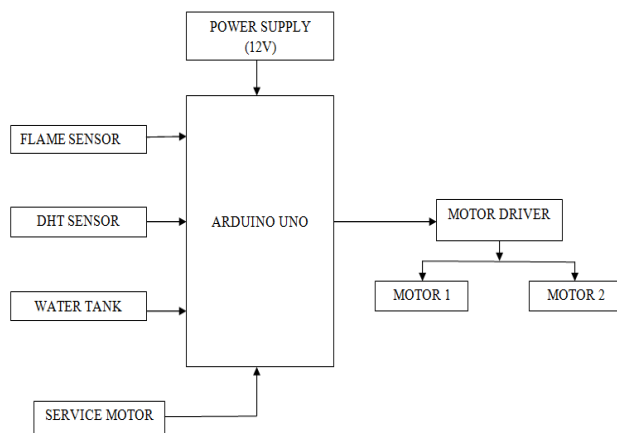 POWER SUPPLY
(12V)
FLAME SENSOR
DHT SENSOR
ARDUINO UNO
MOTOR DRIVER
WATER TANK
MOTOR 1
MOTOR 2
SERVICE MOTOR